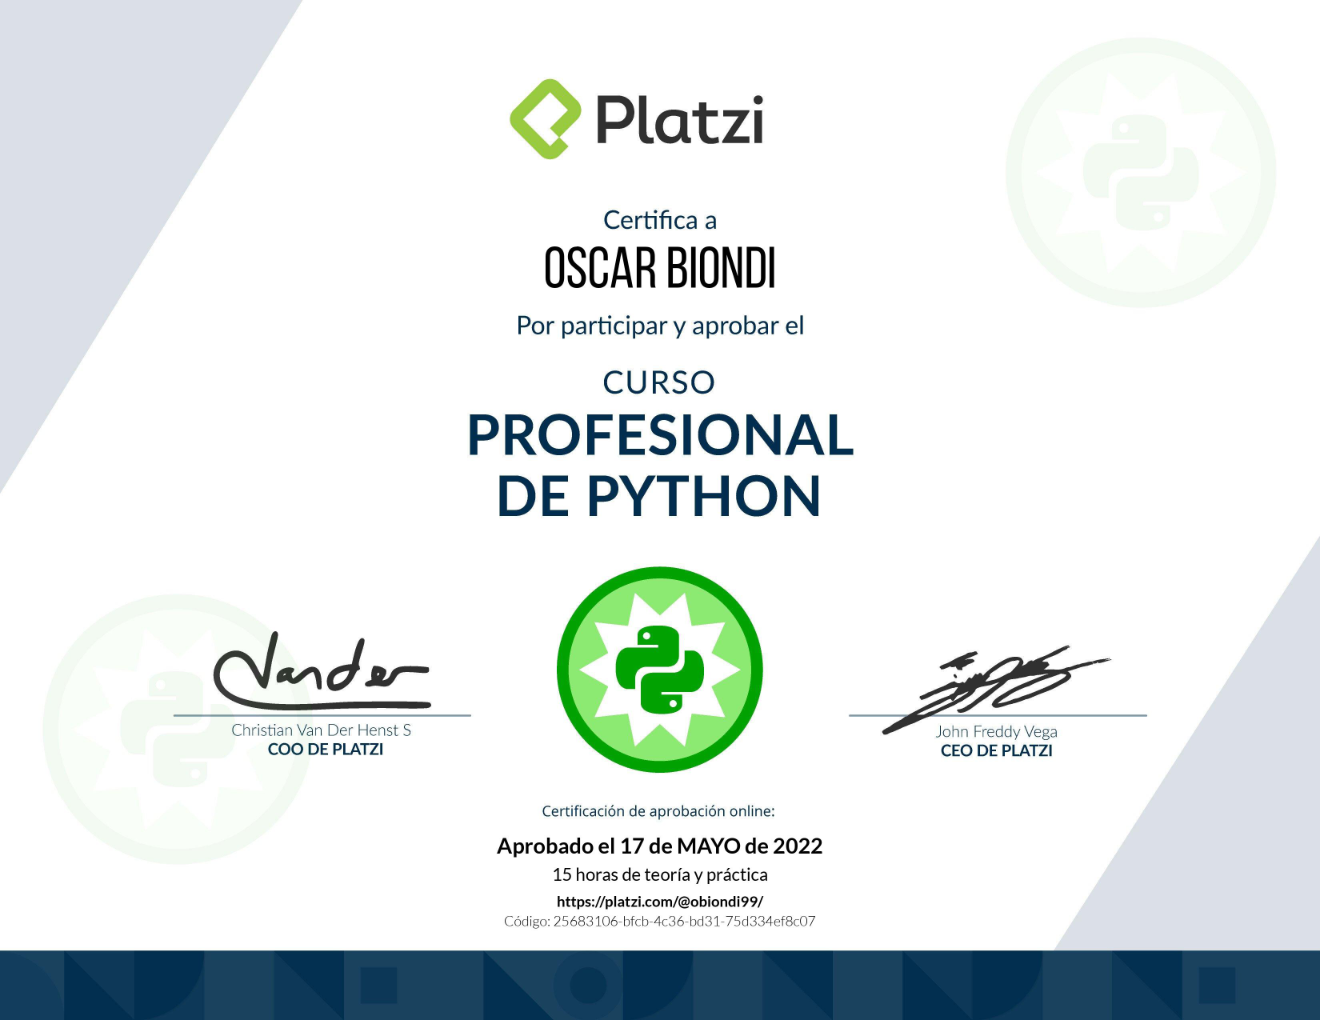 Platzi
Certifica a
OSCAR BIONDI
Por participar y aprobar el
CURSO
PROFESIONAL
DE PYTHON
Vander
Christian Van Der Henst S
COO DE PLATZI
John Freddy Vega
CEO DE PLATZI
Certificación de aprobación online:
Aprobado el 17 de MAYO de 2022
15 horas de teoría y práctica
https://platzi.com/@obiondi99/
Código: 25683106-bfcb-4c36-bd31-75d334ef8c07